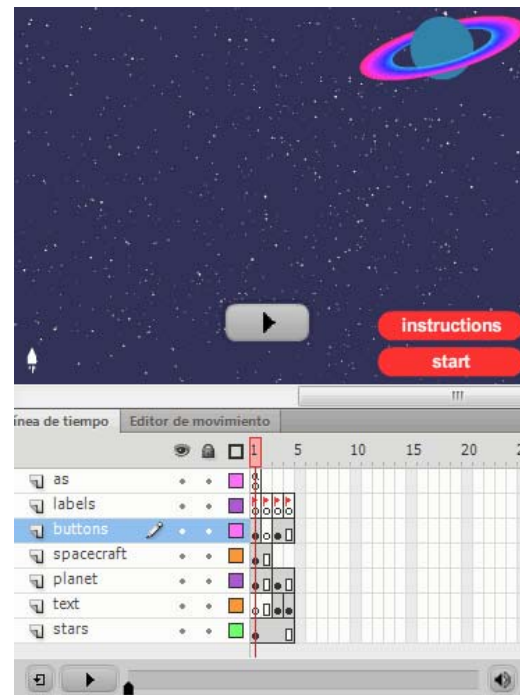 instructions
start
ínea de tiempo Editor de movimiento
1 5 10 15 20 2
as
labels
buttons
spacecraft
planet
text
stars